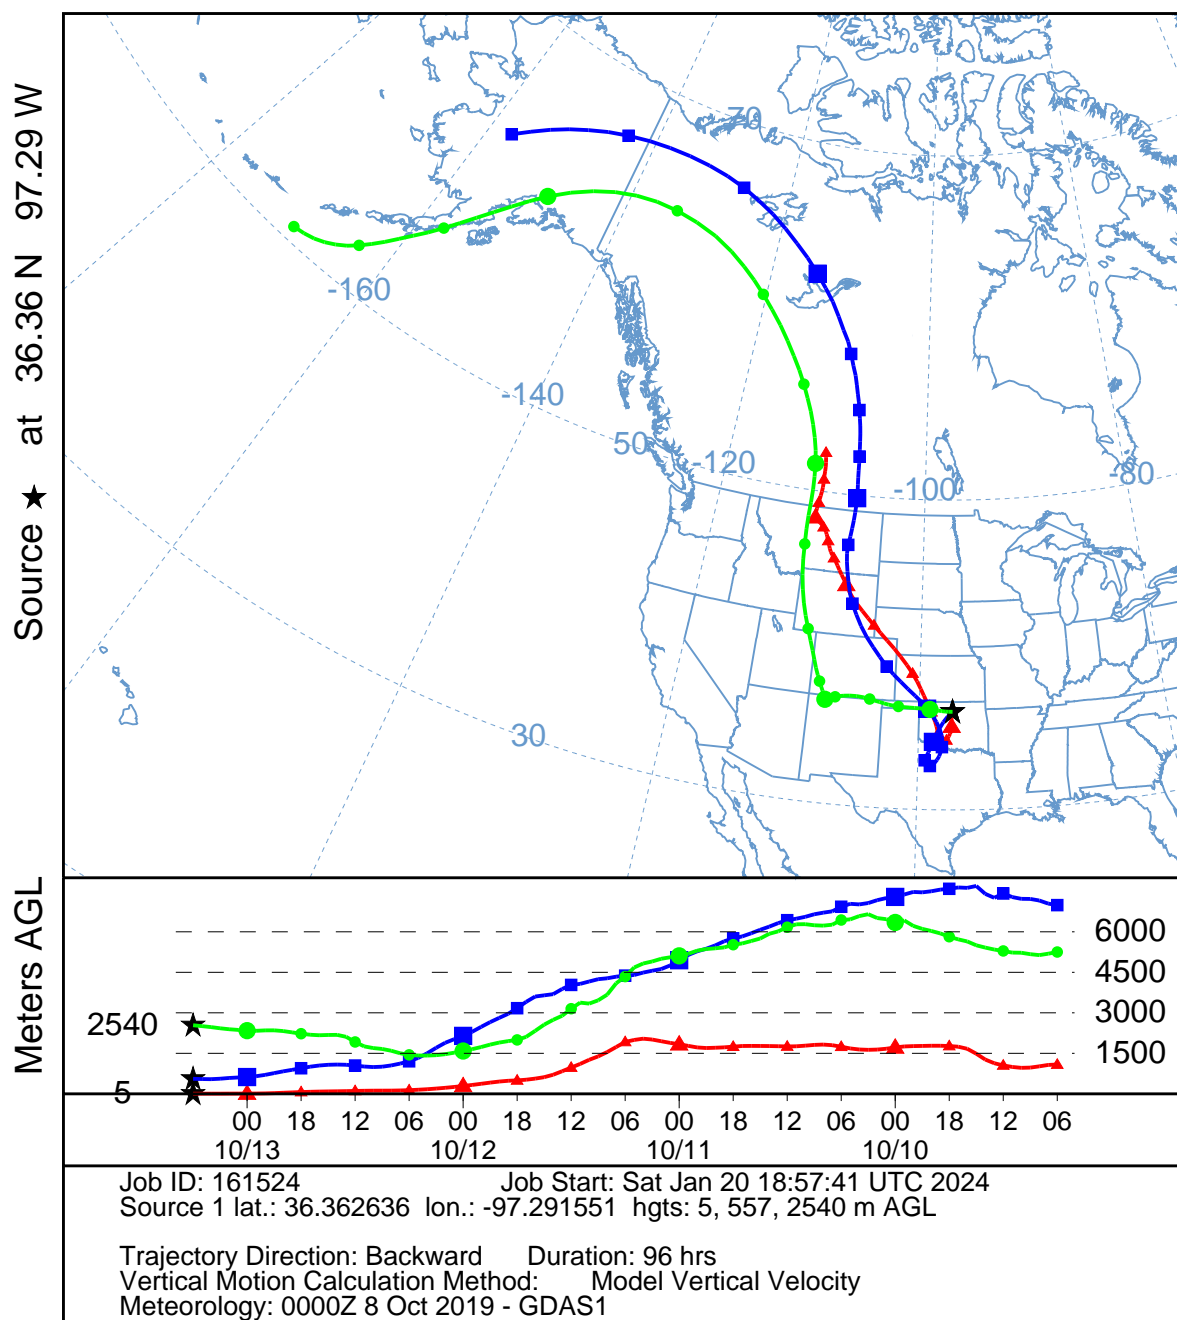 Source ★ at 36.36 N 97.29 W
70
-160
-140
50
-120
-100
-80
30
Meters AGL
6000
4500
3000
1500
2540
5
00 18 12 06 00 18 12 06 00 18 12 06 00 18 12 06
10/13 10/12 10/11 10/10
Job ID: 161524 Job Start: Sat Jan 20 18:57:41 UTC 2024
Source 1 lat.: 36.362636 lon.: -97.291551 hgts: 5, 557, 2540 m AGL
Trajectory Direction: Backward Duration: 96 hrs
Vertical Motion Calculation Method: Model Vertical Velocity
Meteorology: 0000Z 8 Oct 2019 - GDAS1